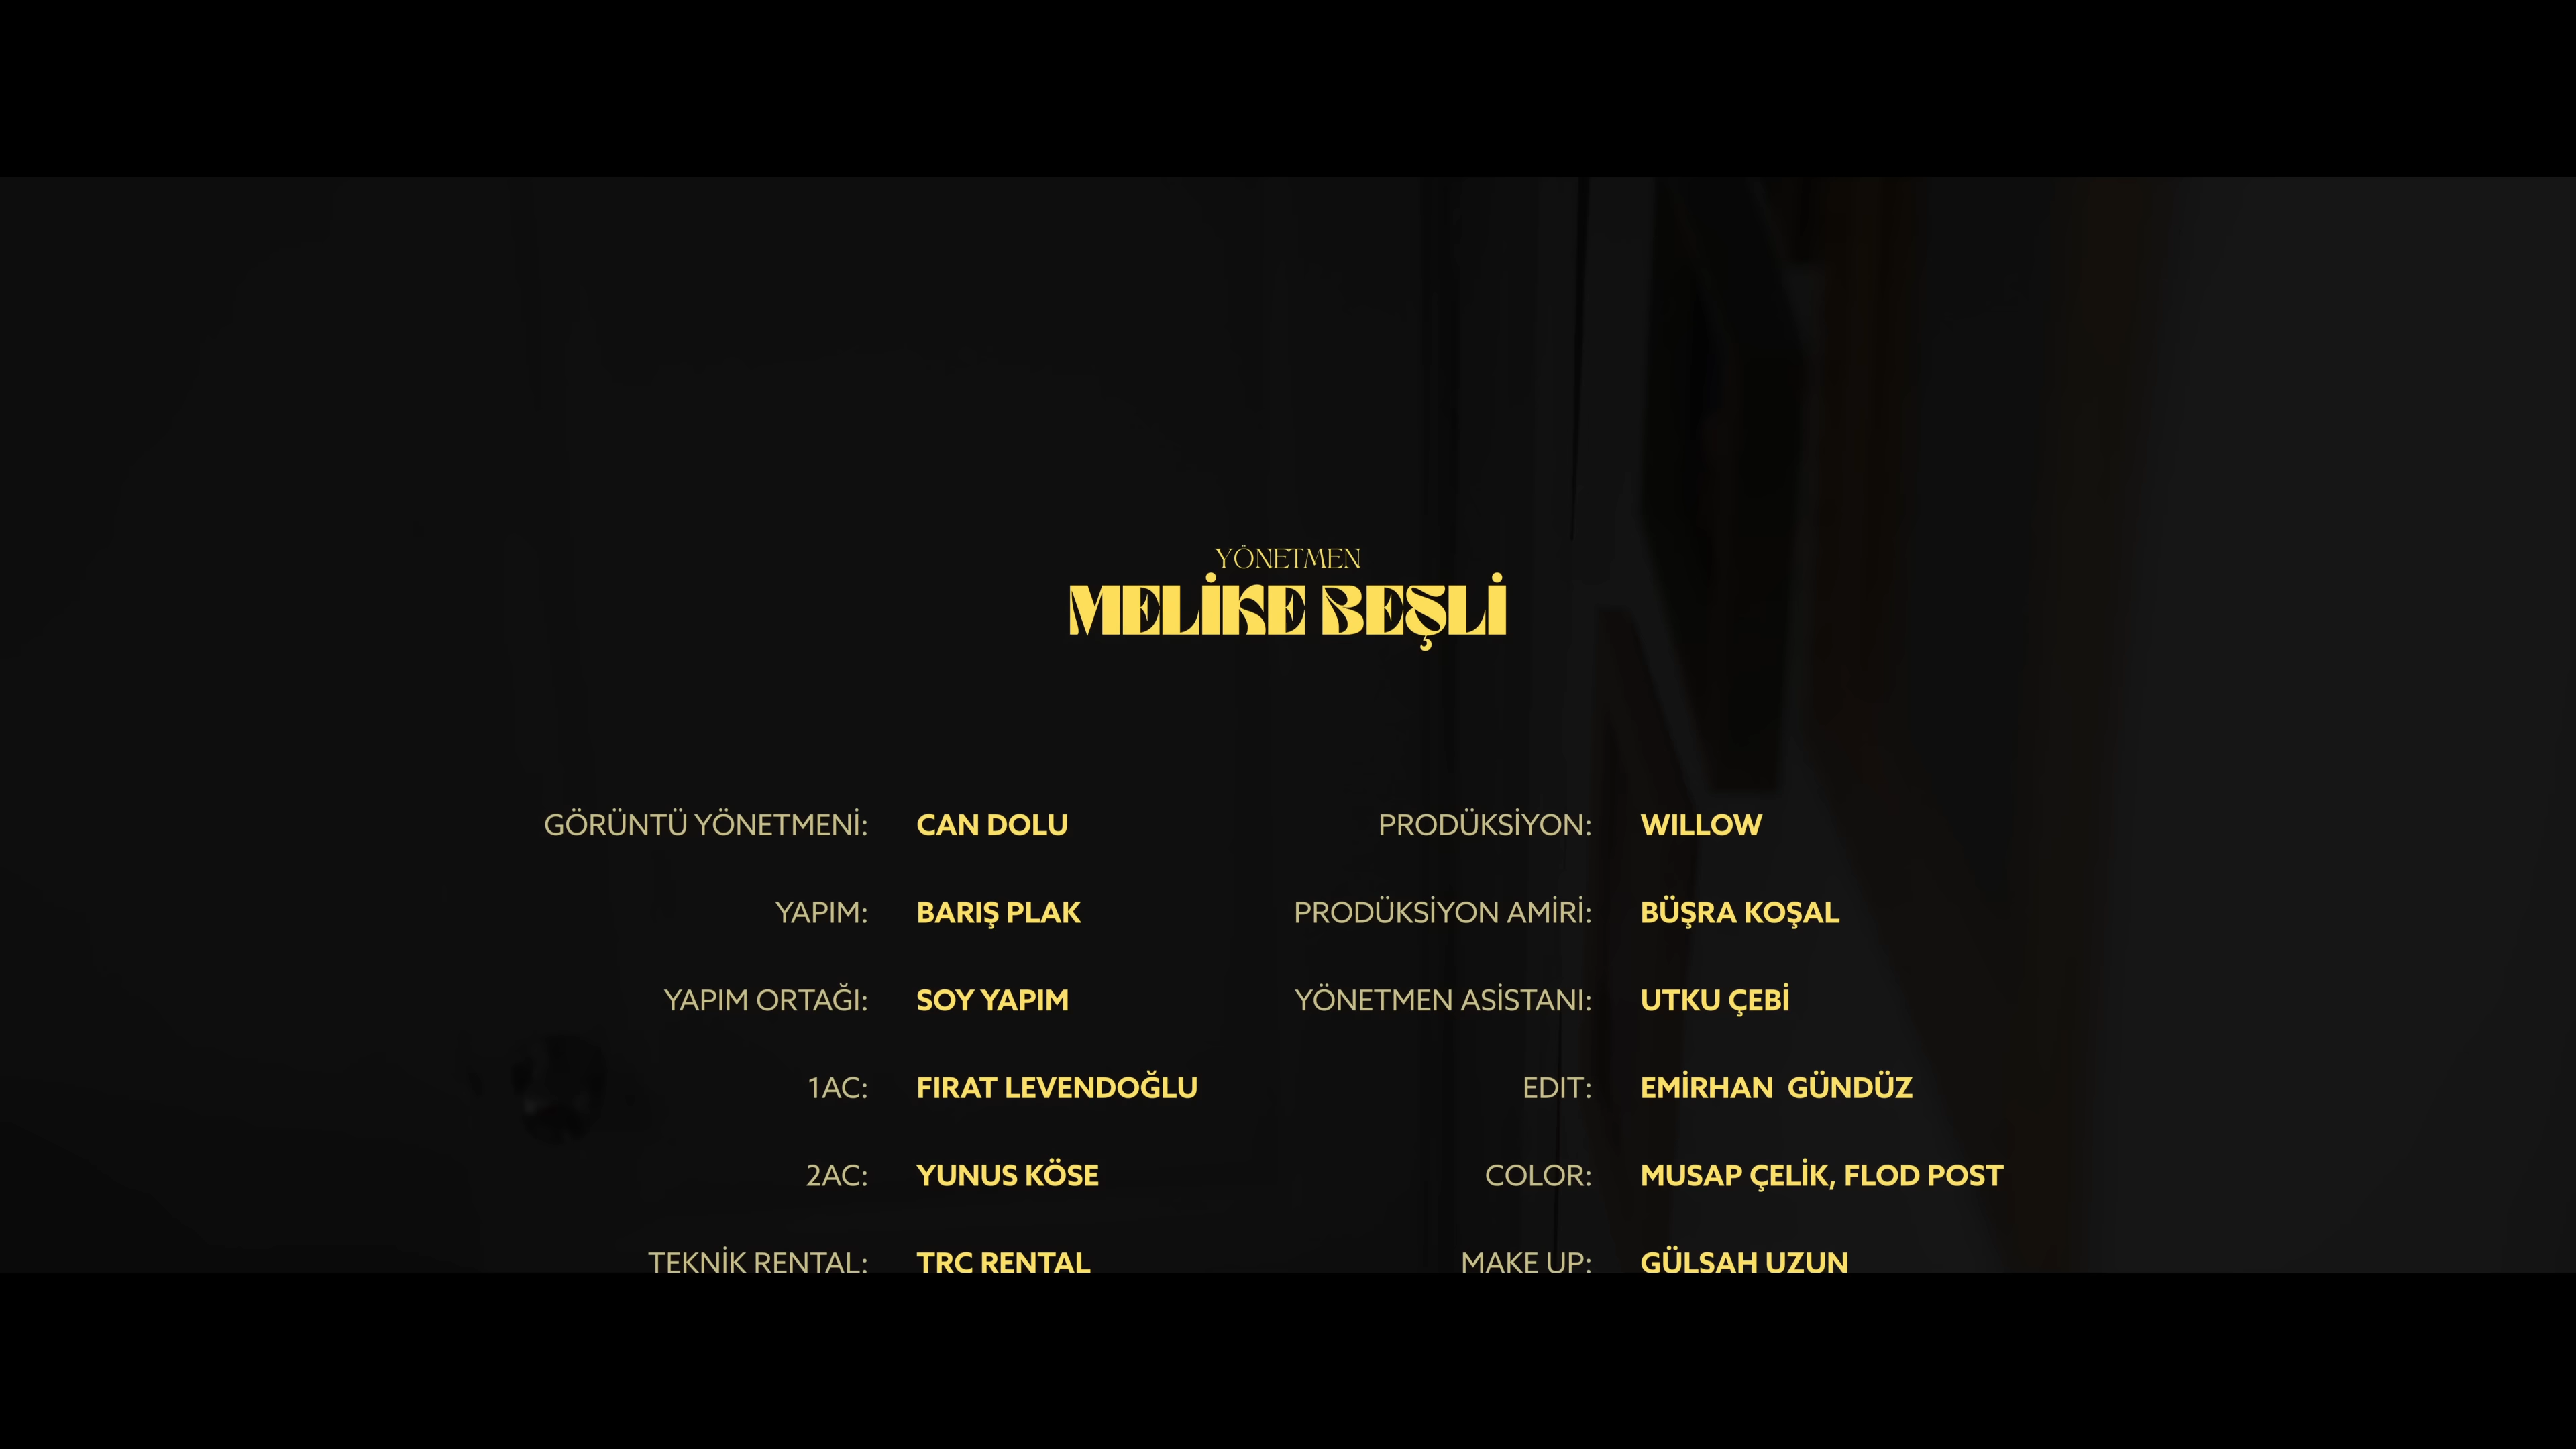 YÖNETMEN
MELİKE BEŞLİ
GÖRÜNTÜ YÖNETMENİ: CAN DOLU
PRODÜKSİYON: WILLOW
YAPIM: BARIŞ PLAK
PRODÜKSİYON AMİRİ: BÜŞRA KOŞAL
YAPIM ORTAĞI: SOY YAPIM
YÖNETMEN ASİSTANI: UTKU ÇEBİ
1AC: FIRAT LEVENDOĞLU
EDIT: EMİRHAN GÜNDÜZ
2AC: YUNUS KÖSE
COLOR: MUSAP ÇELİK, FLOD POST
TEKNİK RENTAL: TRC RENTAL
MAKE UP: GÜLSAH UZUN